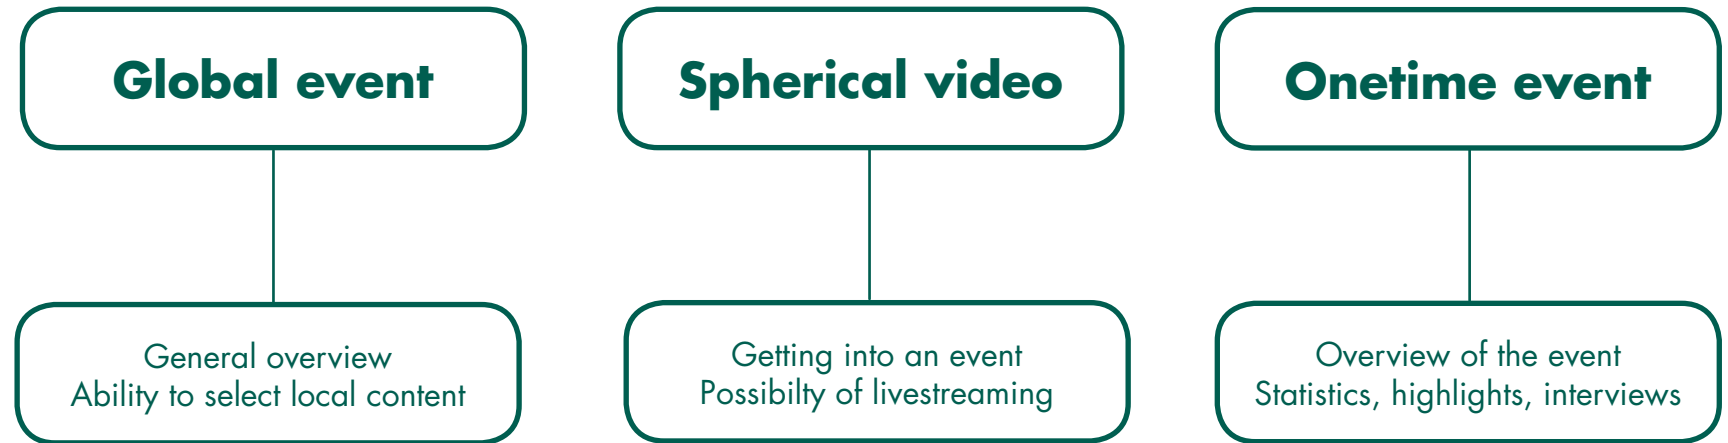 Global event
Spherical video
Onetime event
General overview
Ability to select local content
Getting into an event
Possibilty of livestreaming
Overview of the event
Statistics, highlights, interviews